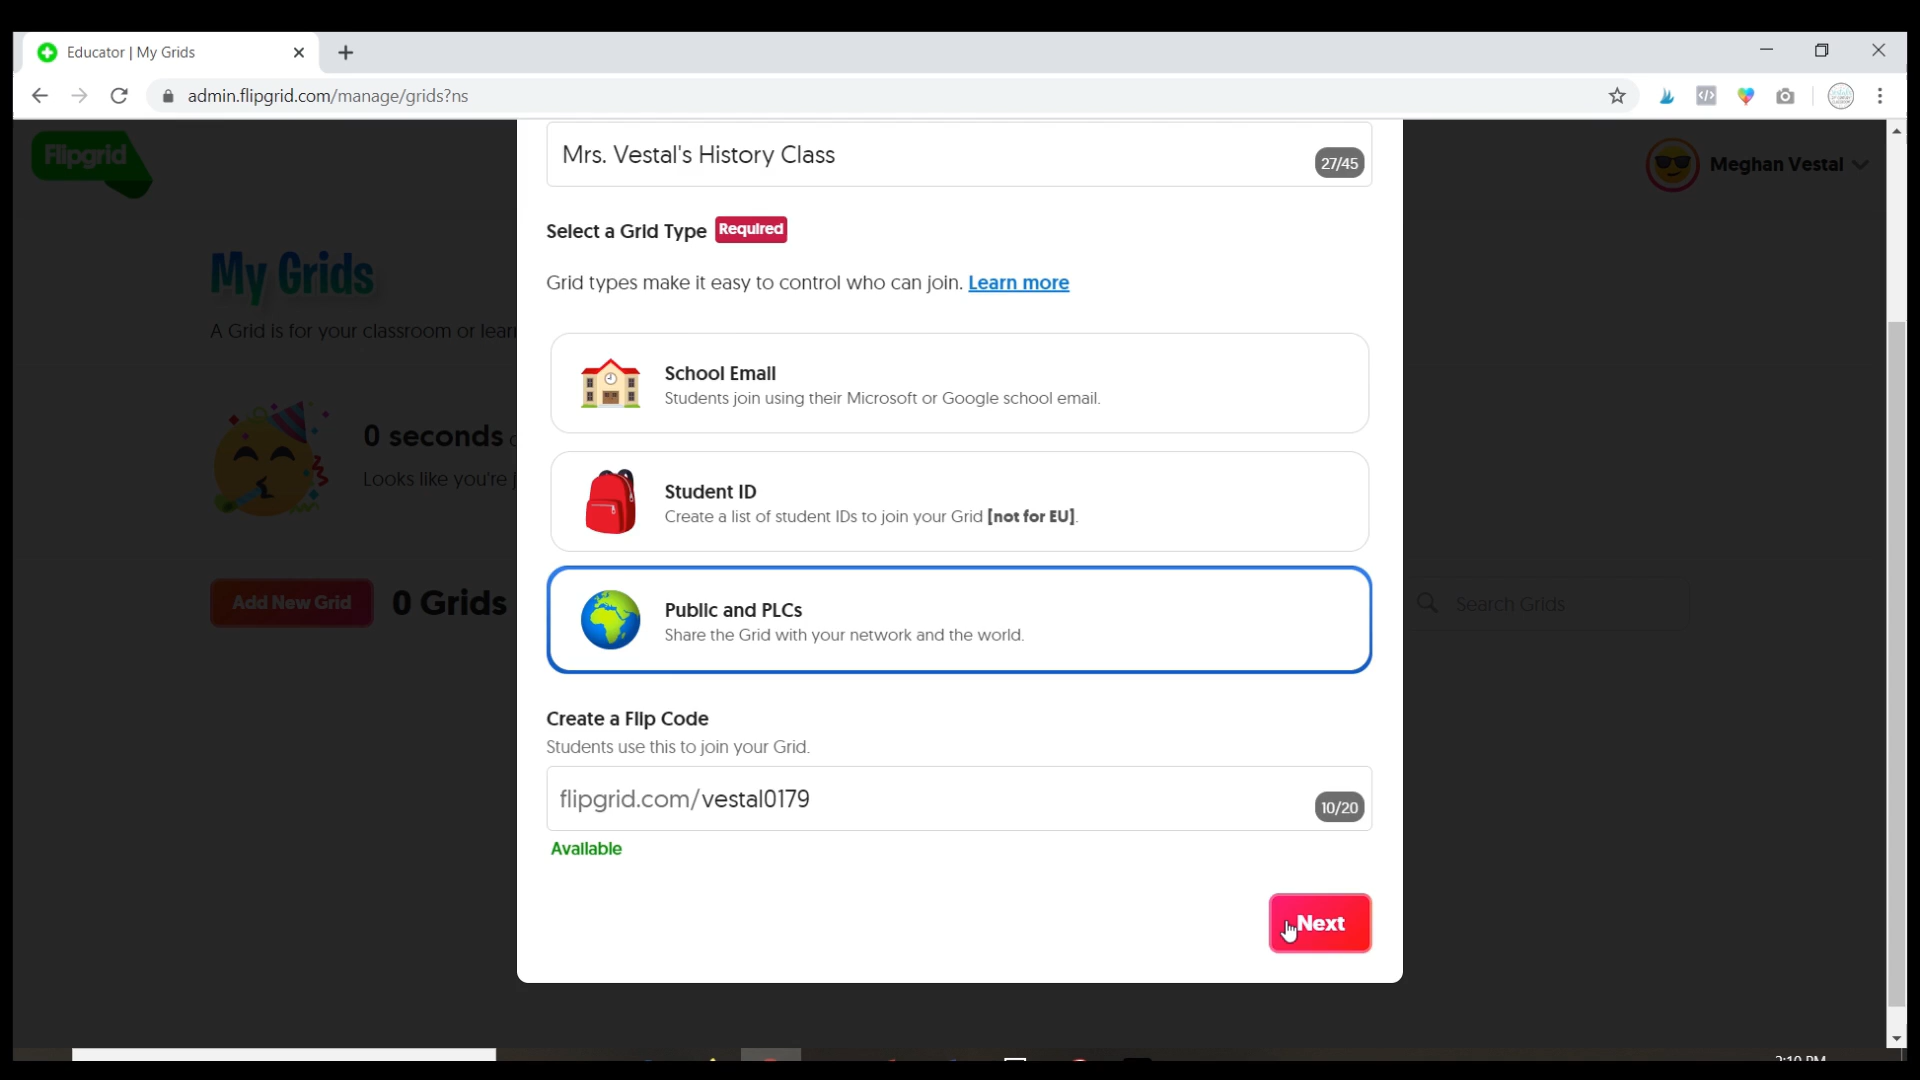 Educator | My Grids
admin.flipgrid.com/manage/grids?ns
Flipgrid
Meghan Vestal
Mrs. Vestal's History Class
27/45
Select a Grid Type Required
Grid types make it easy to control who can join. Learn more
My Grids
A Grid is for your classroom or
School Email
Students join using their Microsoft or Google school email.
0 seconds
Looks like you're
Student ID
Create a list of student IDs to join your Grid [not for EU].
Add New Grid
0 Grids
Public and PLCs
Share the Grid with your network and the world.
Search Grids
Create a Flip Code
Students use this to join your Grid.
flipgrid.com/vestal0179
10/20
Available
Next